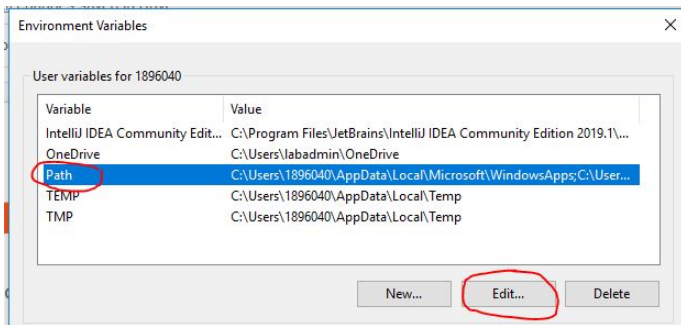 Environment Variables
User variables for 1896040
Variable Value
IntelliJ IDEA Community Edit... C:\Program Files\JetBrains\IntelliJ IDEA Community Edition 2019.1\...
OneDrive C:\Users\labadmin\OneDrive
Path C:\Users\1896040\AppData\Local\Microsoft\WindowsApps;C:\User...
TEMP C:\Users\1896040\AppData\Local\Temp
TMP C:\Users\1896040\AppData\Local\Temp
New... Edit... Delete